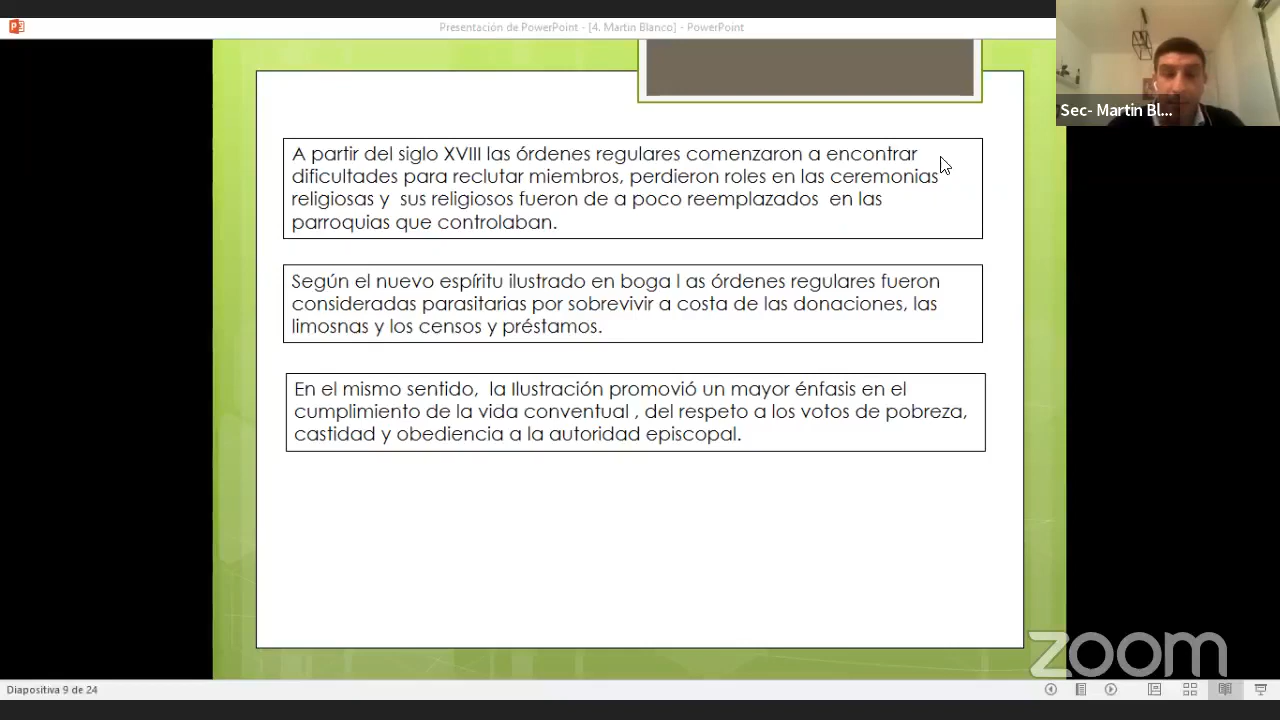 Presentación de PowerPoint - [4. Martin Blanco] - PowerPoint
Sec- Martin Bl...
A partir del siglo XVIII las órdenes regulares comenzaron a encontrar
dificultades para reclutar miembros, perdieron roles en las ceremonias
religiosas y sus religiosos fueron de a poco reemplazados en las
parroquias que controlaban.
Según el nuevo espíritu ilustrado en boga l as órdenes regulares fueron
consideradas parasitarias por sobrevivir a costa de las donaciones, las
limosnas y los censos y préstamos.
En el mismo sentido, la Ilustración promovió un mayor énfasis en el
cumplimiento de la vida conventual , del respeto a los votos de pobreza,
castidad y obediencia a la autoridad episcopal.
zoom
Diapositiva 9 de 24